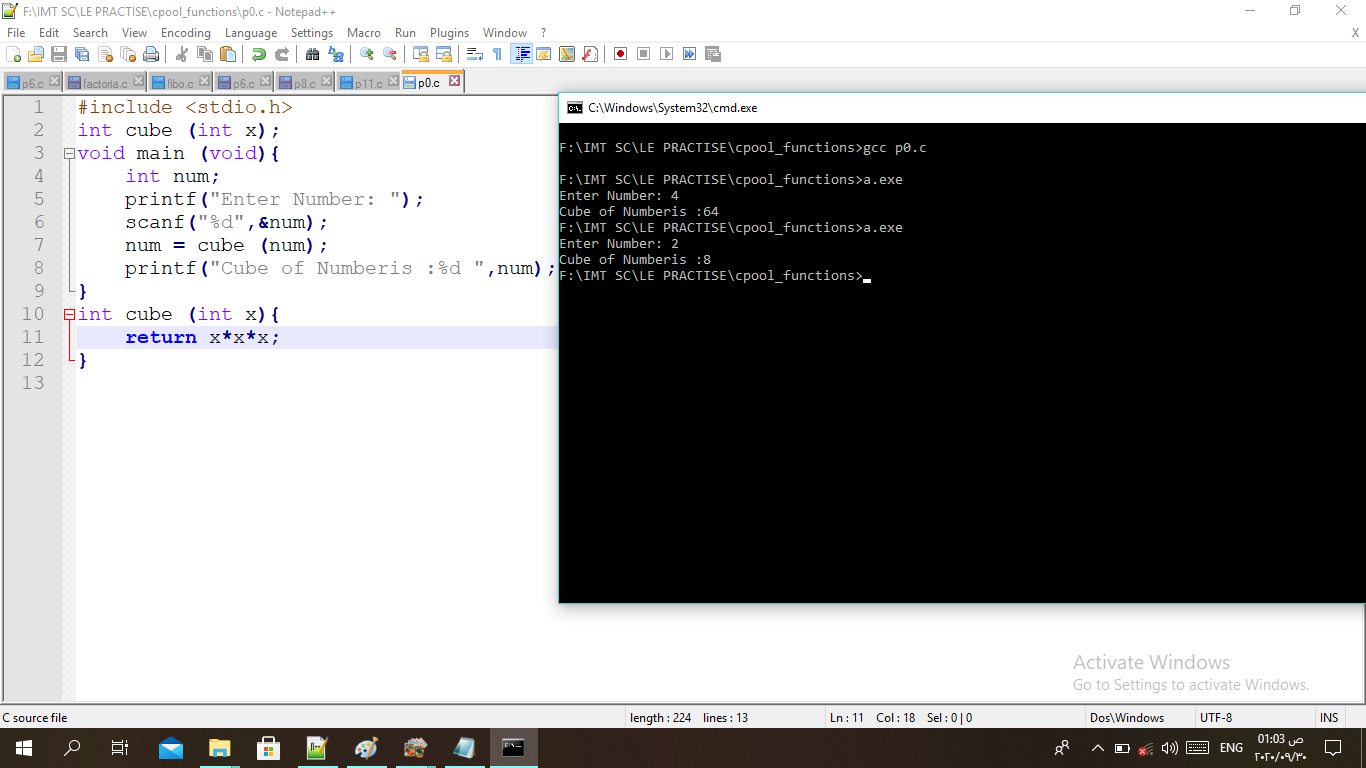 F:\IMT SC\LE PRACTISE\cpool_functions\p0.c - Notepad++
File Edit Search View Encoding Language Settings Macro Run Plugins Window ? X
p6.c factoria.c fibo.c p6.c p8.c p11.c p0.c
1 #include <stdio.h>
2 int cube (int x);
3 void main (void){
4 int num;
5 printf("Enter Number: ");
6 scanf("%d",&num);
7 num = cube (num);
8 printf("Cube of Numberis :%d ",num);
9 }
10 int cube (int x){
11 return x*x*x;
12 }
13
C:\Windows\System32\cmd.exe
F:\IMT SC\LE PRACTISE\cpool_functions>gcc p0.c
F:\IMT SC\LE PRACTISE\cpool_functions>a.exe
Enter Number: 4
Cube of Numberis :64
F:\IMT SC\LE PRACTISE\cpool_functions>a.exe
Enter Number: 2
Cube of Numberis :8
F:\IMT SC\LE PRACTISE\cpool_functions>
Activate Windows
Go to Settings to activate Windows.
C source file length : 224 lines : 13 Ln : 11 Col : 18 Sel : 0 | 0 Dos\Windows UTF-8 INS
ENG
01:03 ص
٢٠٢٠/٠٩/٣٠